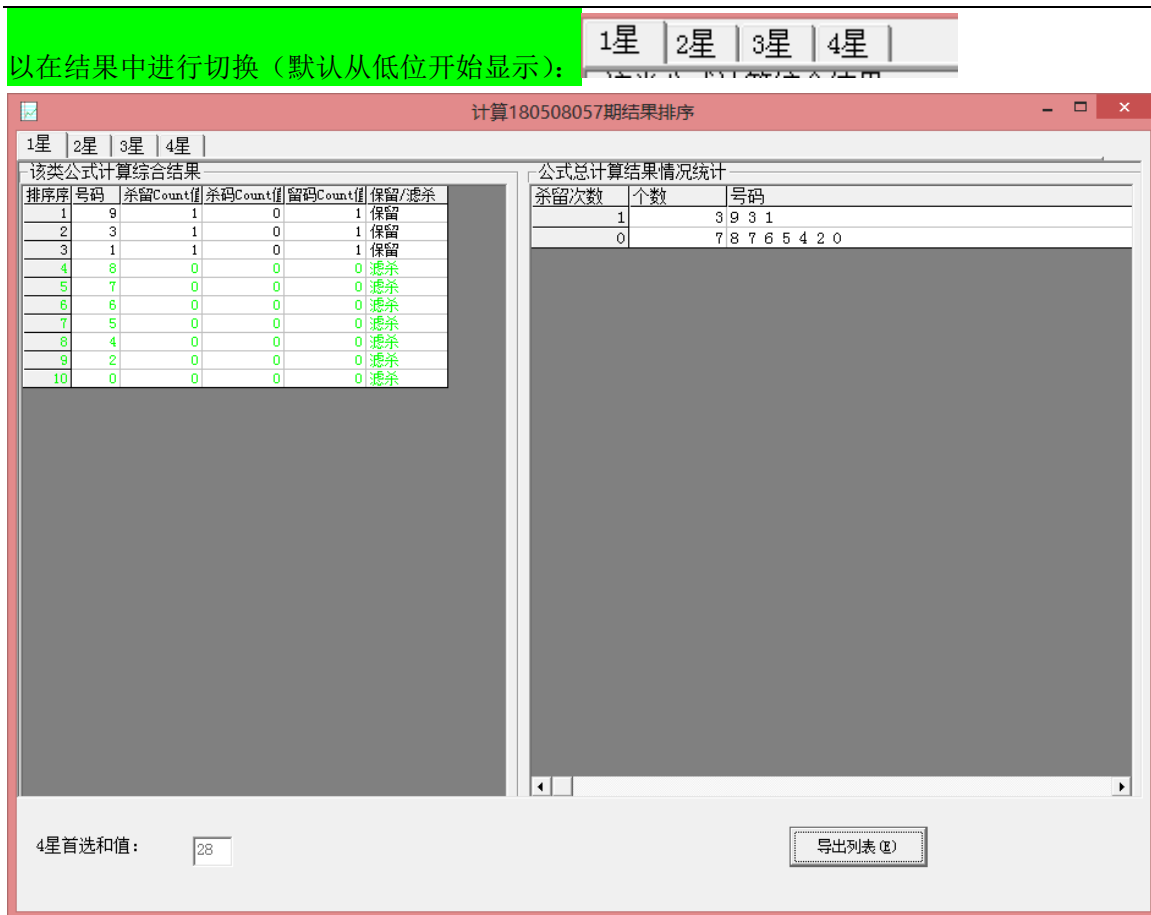 以在结果中进行切换（默认从低位开始显示）：
1星 2星 3星 4星
计算180508057期结果排序
1星 2星 3星 4星
该类公式计算综合结果
排序序 号码 杀留Count值 杀码Count值 留码Count值 保留/滤杀
1 9 1 0 1 保留
2 3 1 0 1 保留
3 1 1 0 1 保留
4 8 0 0 0 滤杀
5 7 0 0 0 滤杀
6 6 0 0 0 滤杀
7 5 0 0 0 滤杀
8 4 0 0 0 滤杀
9 2 0 0 0 滤杀
10 0 0 0 0 滤杀
公式总计算结果情况统计
杀留次数 个数 号码
1 3 9 3 1
0 7 8 7 6 5 4 2 0
4星首选和值： 28
导出列表(E)